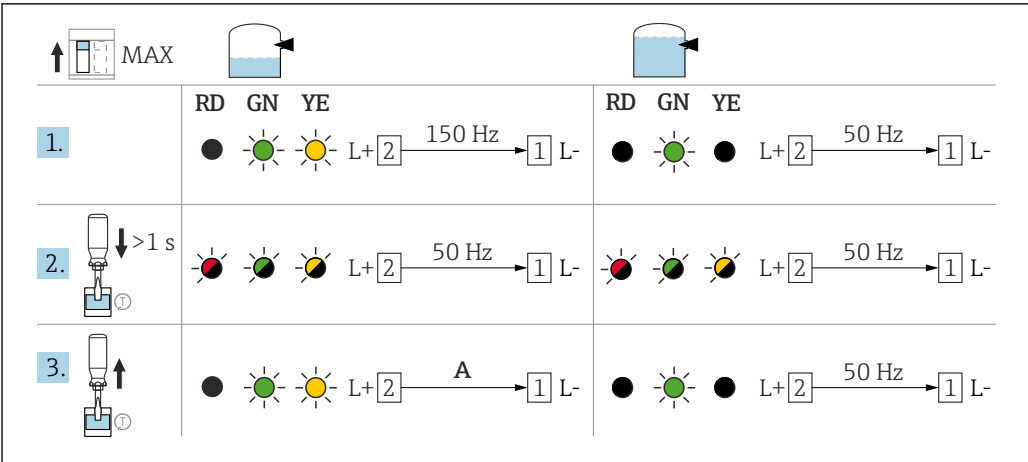 MAX
RD GN YE RD GN YE
1. L+ 2 150 Hz 1 L- L+ 2 50 Hz 1 L-
2. >1 s T L+ 2 50 Hz 1 L- L+ 2 50 Hz 1 L-
3. T L+ 2 A 1 L- L+ 2 50 Hz 1 L-